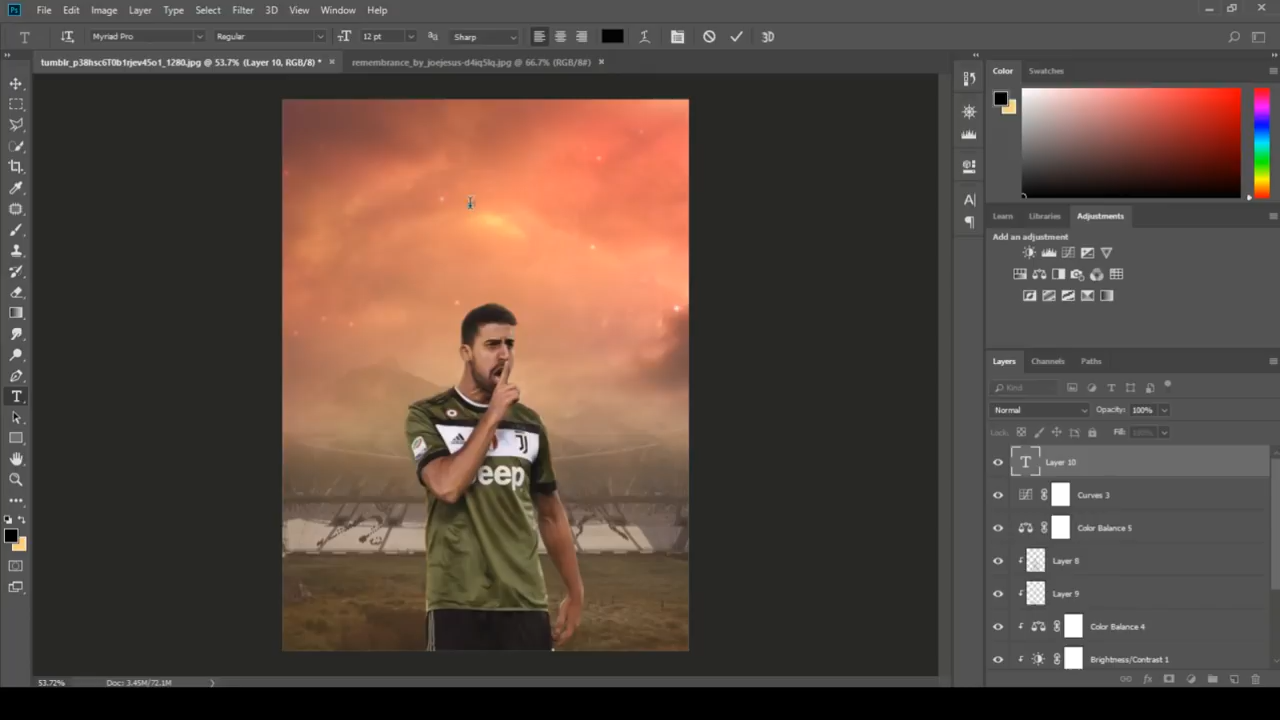 Ps File Edit Image Layer Type Select Filter 3D View Window Help
T Myriad Pro Regular 12 pt Sharp 3D
tumblr_p38hsc6T0b1rjev45o1_1280.jpg @ 53.7% (Layer 10, RGB/8) * × remembrance_by_joejesus-d4iq5lq.jpg @ 66.7% (RGB/8#) ×
Color Swatches
Learn Libraries Adjustments
Add an adjustment
Layers Channels Paths
Kind
Normal Opacity: 100%
Lock: Fill: 100%
T Layer 10
Curves 3
Color Balance 5
Layer 8
Layer 9
Color Balance 4
Brightness/Contrast 1
Jeep
53.72% Doc: 3.45M/72.1M